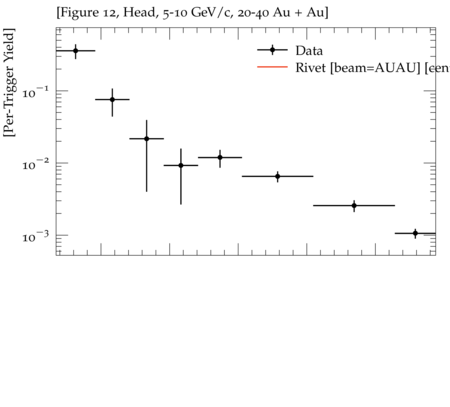 [Figure 12, Head, 5-10 GeV/c, 20-40 Au + Au]
[Per-Trigger Yield]
Data
Rivet [beam=AUAU] [cen
10⁻¹
10⁻²
10⁻³